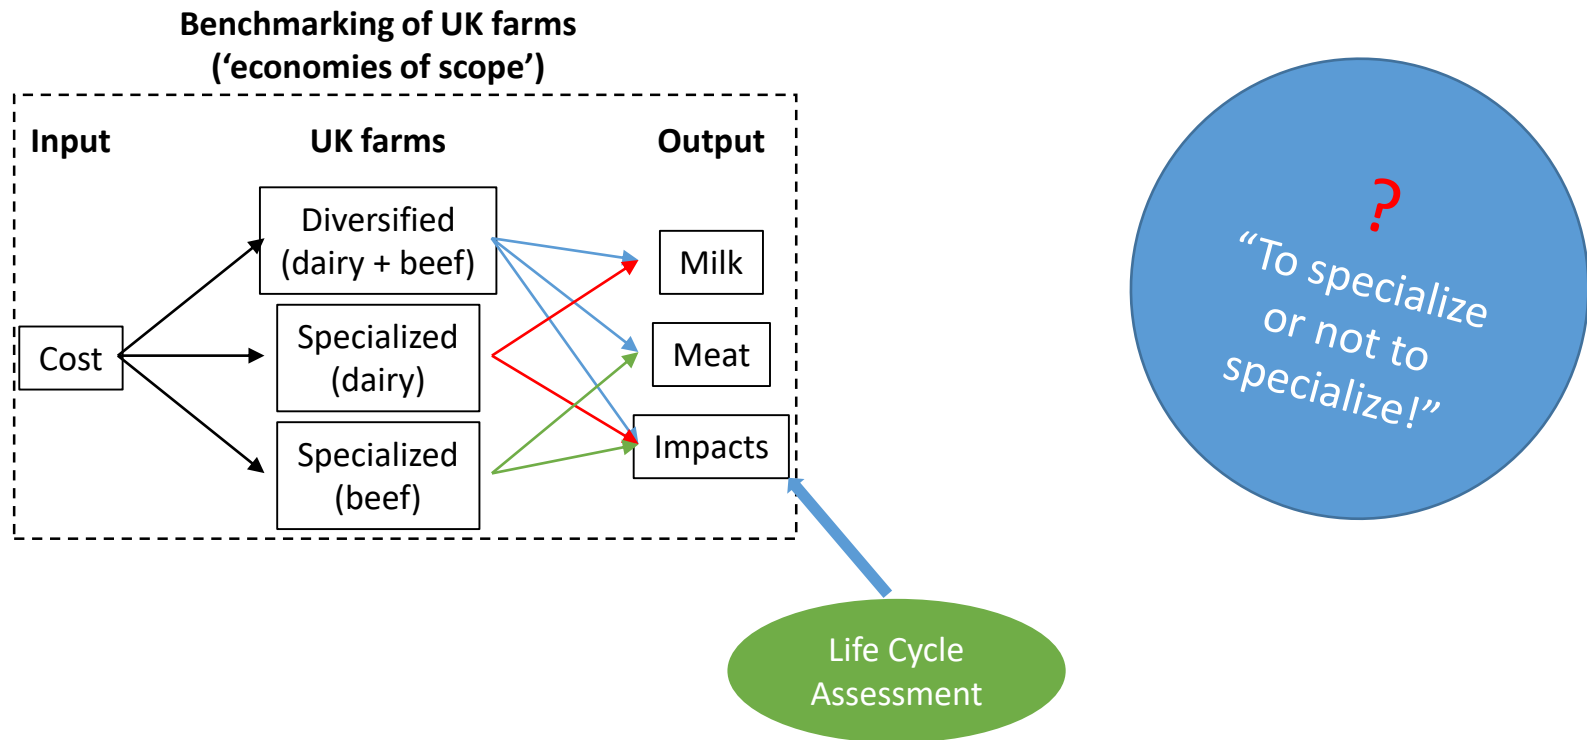 Benchmarking of UK farms
(‘economies of scope’)
Input
UK farms
Output
Diversified
(dairy + beef)
Milk
Specialized
(dairy)
Cost
Meat
Specialized
(beef)
Impacts
Life Cycle
Assessment
?
“To specialize
or not to
specialize!”